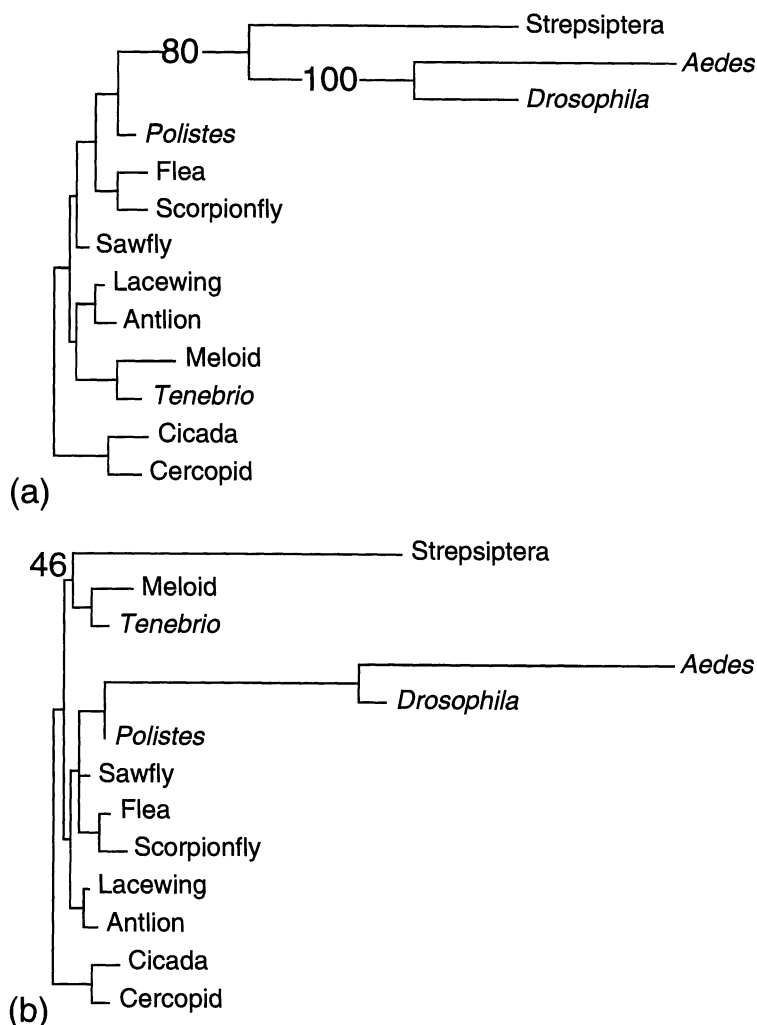 Strepsiptera
80
Aedes
100
Drosophila
Polistes
Flea
Scorpionfly
Sawfly
Lacewing
Antlion
Meloid
Tenebrio
Cicada
Cercopid
(a)
Strepsiptera
46
Meloid
Tenebrio
Aedes
Drosophila
Polistes
Sawfly
Flea
Scorpionfly
Lacewing
Antlion
Cicada
Cercopid
(b)